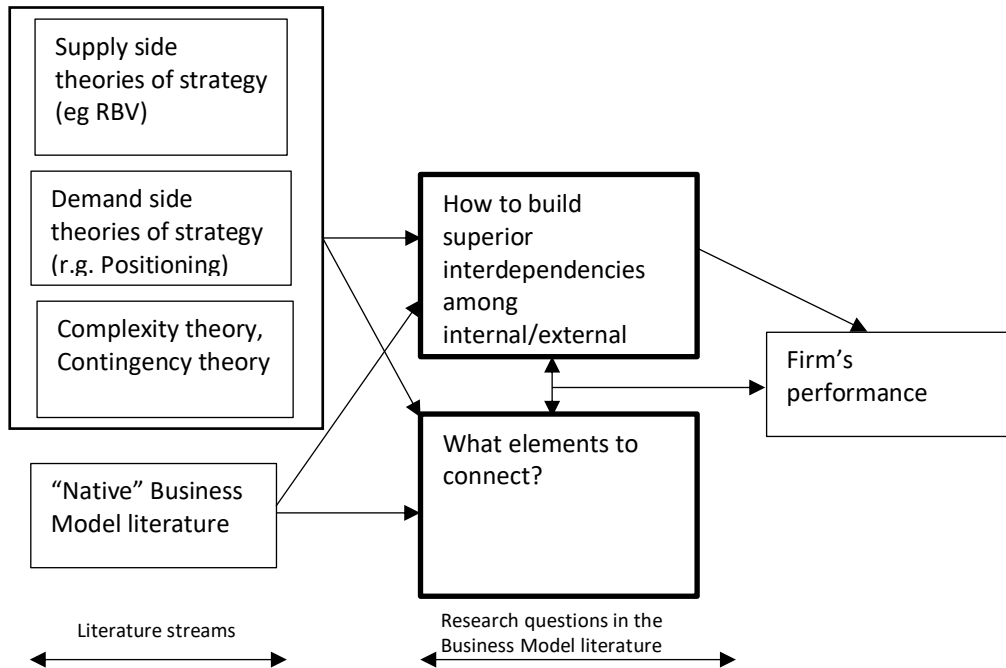 Supply side
theories of strategy
(eg RBV)
Demand side
theories of strategy
(r.g. Positioning)
Complexity theory,
Contingency theory
“Native” Business
Model literature
How to build
superior
interdependencies
among
internal/external
What elements to
connect?
Firm’s
performance
Literature streams
Research questions in the
Business Model literature